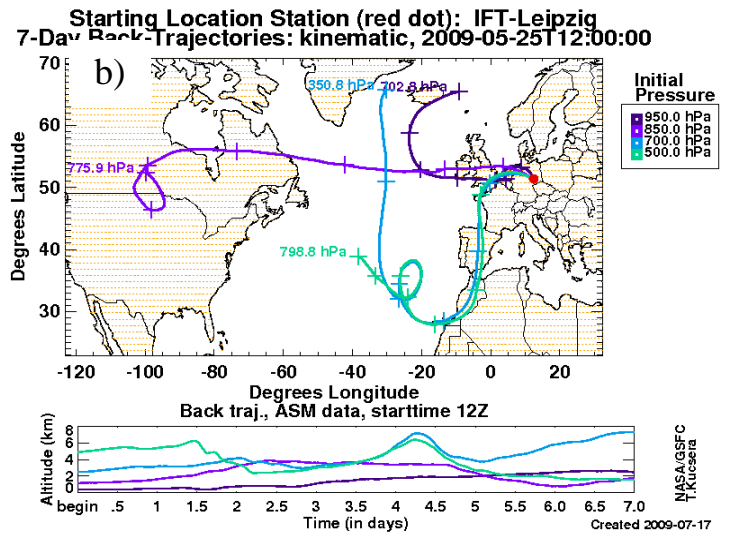 Starting Location Station (red dot): IFT-Leipzig
7-Day Back-Trajectories: kinematic, 2009-05-25T12:00:00
b)
70
60
50
40
30
Degrees Latitude
350.8 hPa
702.8 hPa
775.9 hPa
798.8 hPa
-120 -100 -80 -60 -40 -20 0 20
Degrees Longitude
Initial
Pressure
950.0 hPa
850.0 hPa
700.0 hPa
500.0 hPa
Back traj., ASM data, starttime 12Z
Altitude (km)
8
6
4
2
0
begin .5 1 1.5 2 2.5 3 3.5 4 4.5 5 5.5 6 6.5 7.0
Time (in days)
NASA/GSFC
T.Kucsera
Created 2009-07-17